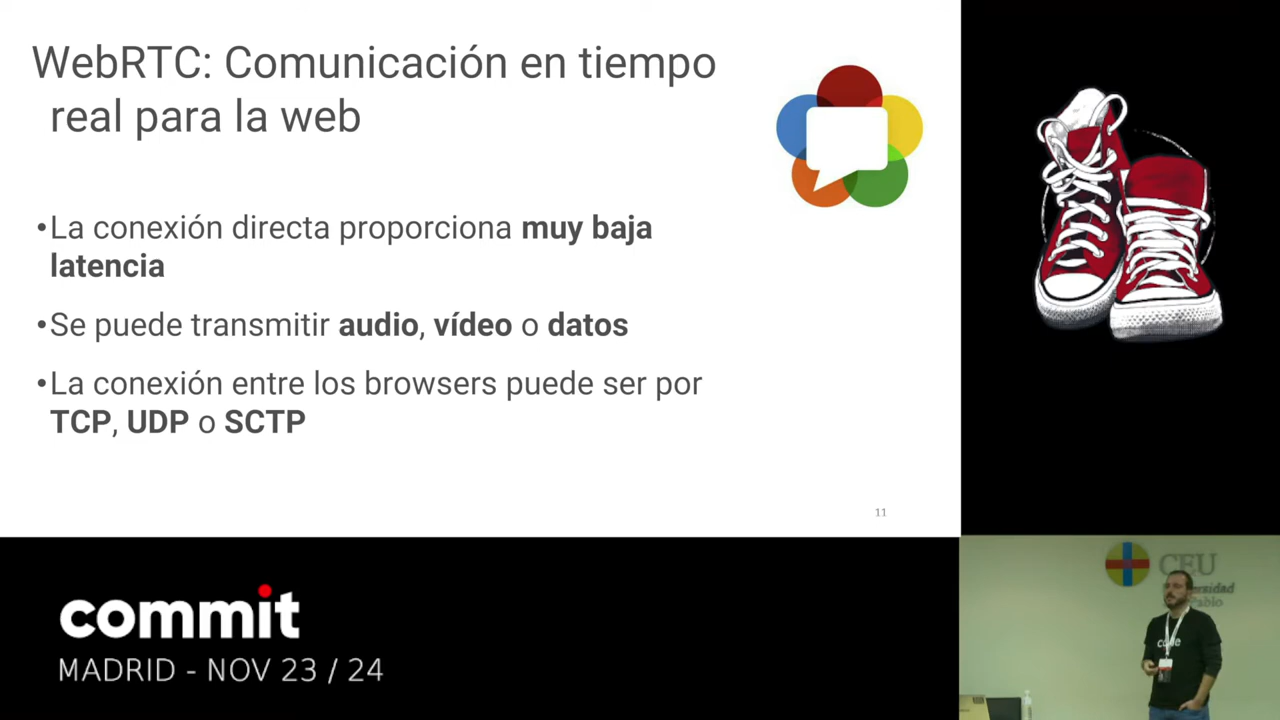 WebRTC: Comunicación en tiempo
real para la web
•La conexión directa proporciona muy baja
latencia
•Se puede transmitir audio, vídeo o datos
•La conexión entre los browsers puede ser por
TCP, UDP o SCTP
11
commit
MADRID - NOV 23 / 24
CEU